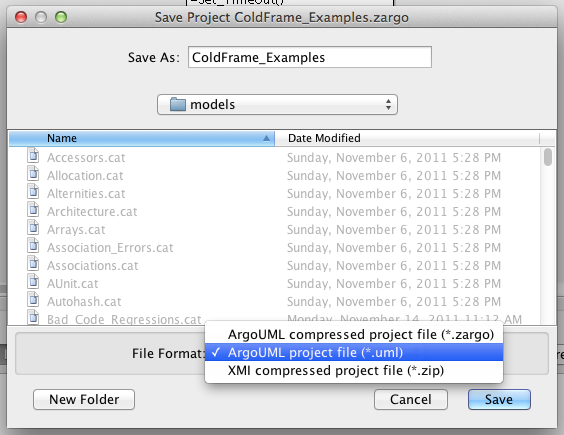 Save Project ColdFrame_Examples.zargo
Save As: ColdFrame_Examples
models
Name Date Modified
Accessors.cat Sunday, November 6, 2011 5:28 PM
Allocation.cat Sunday, November 6, 2011 5:28 PM
Alternities.cat Sunday, November 6, 2011 5:28 PM
Architecture.cat Sunday, November 6, 2011 5:28 PM
Arrays.cat Sunday, November 6, 2011 5:28 PM
Association_Errors.cat Sunday, November 6, 2011 5:28 PM
Associations.cat Sunday, November 6, 2011 5:28 PM
AUnit.cat Sunday, November 6, 2011 5:28 PM
Autohash.cat Sunday, November 6, 2011 5:28 PM
Bad_Code_Regressions.cat Monday, November 14, 2011 11:12 AM
ArgoUML compressed project file (*.zargo)
File Format: ✓ ArgoUML project file (*.uml)
XMI compressed project file (*.zip)
New Folder Cancel Save